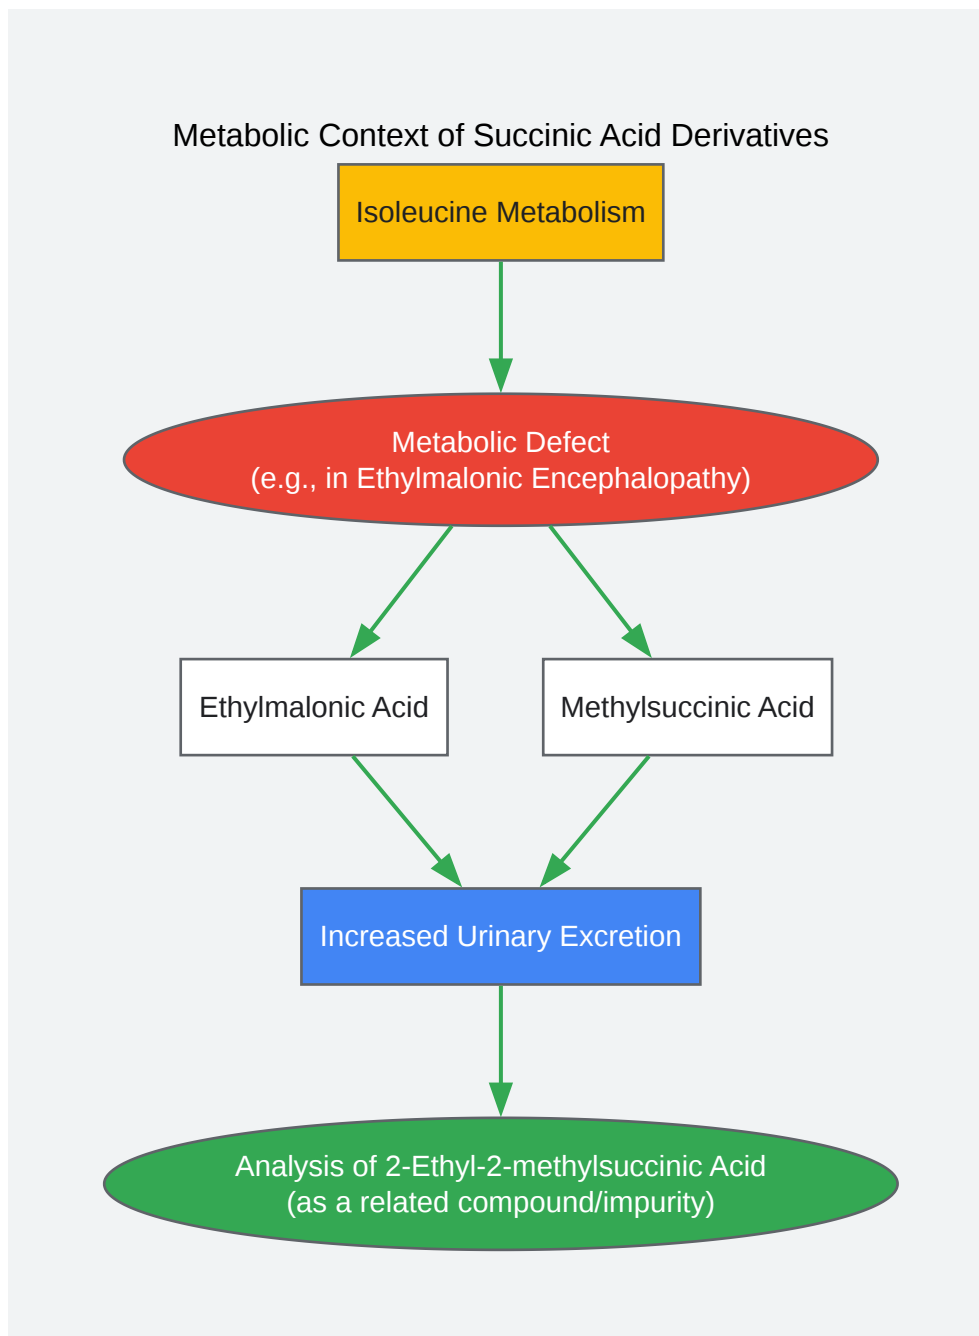 Metabolic Context of Succinic Acid Derivatives
Isoleucine Metabolism
Metabolic Defect
(e.g., in Ethylmalonic Encephalopathy)
Ethylmalonic Acid
Methylsuccinic Acid
Increased Urinary Excretion
Analysis of 2-Ethyl-2-methylsuccinic Acid
(as a related compound/impurity)